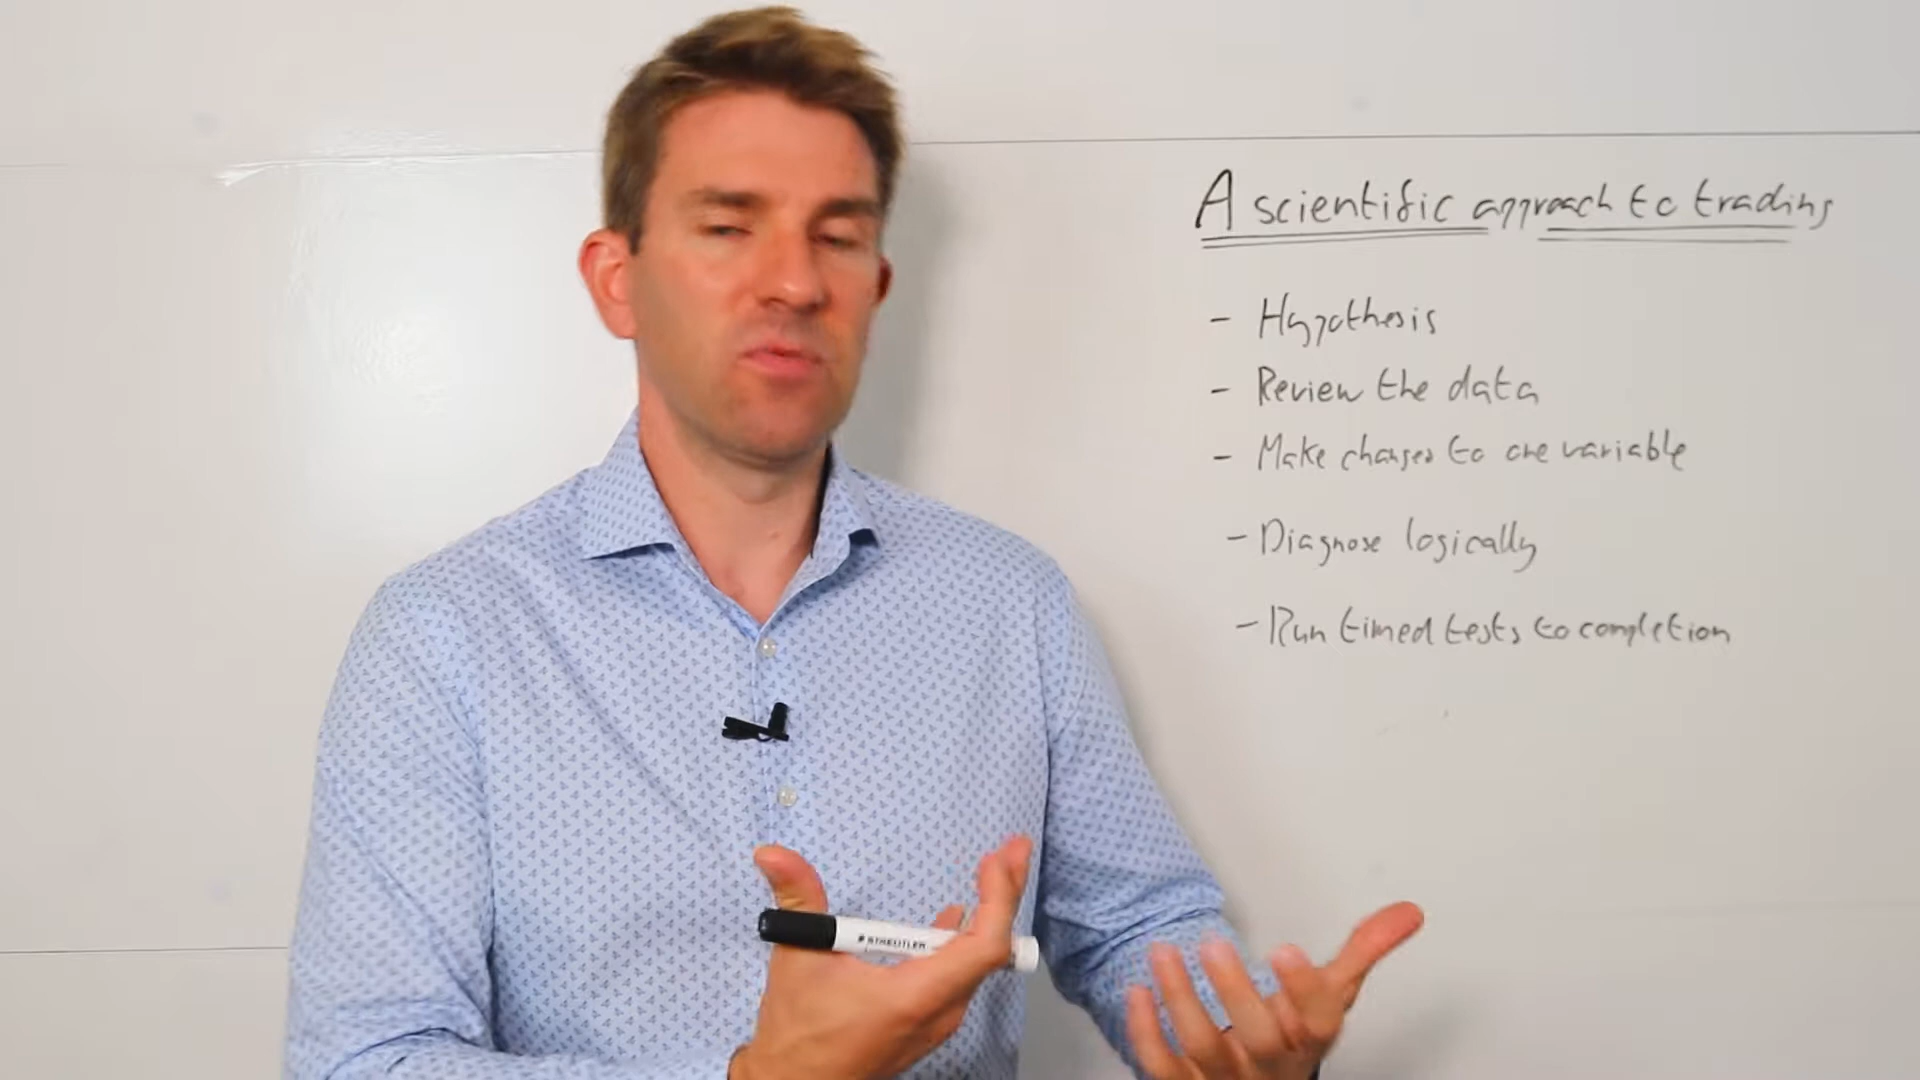 A scientific approach to trading
- Hypothesis
- Review the data
- Make changes to one variable
- Diagnose logically
- Run timed tests to completion
STAEDTLER